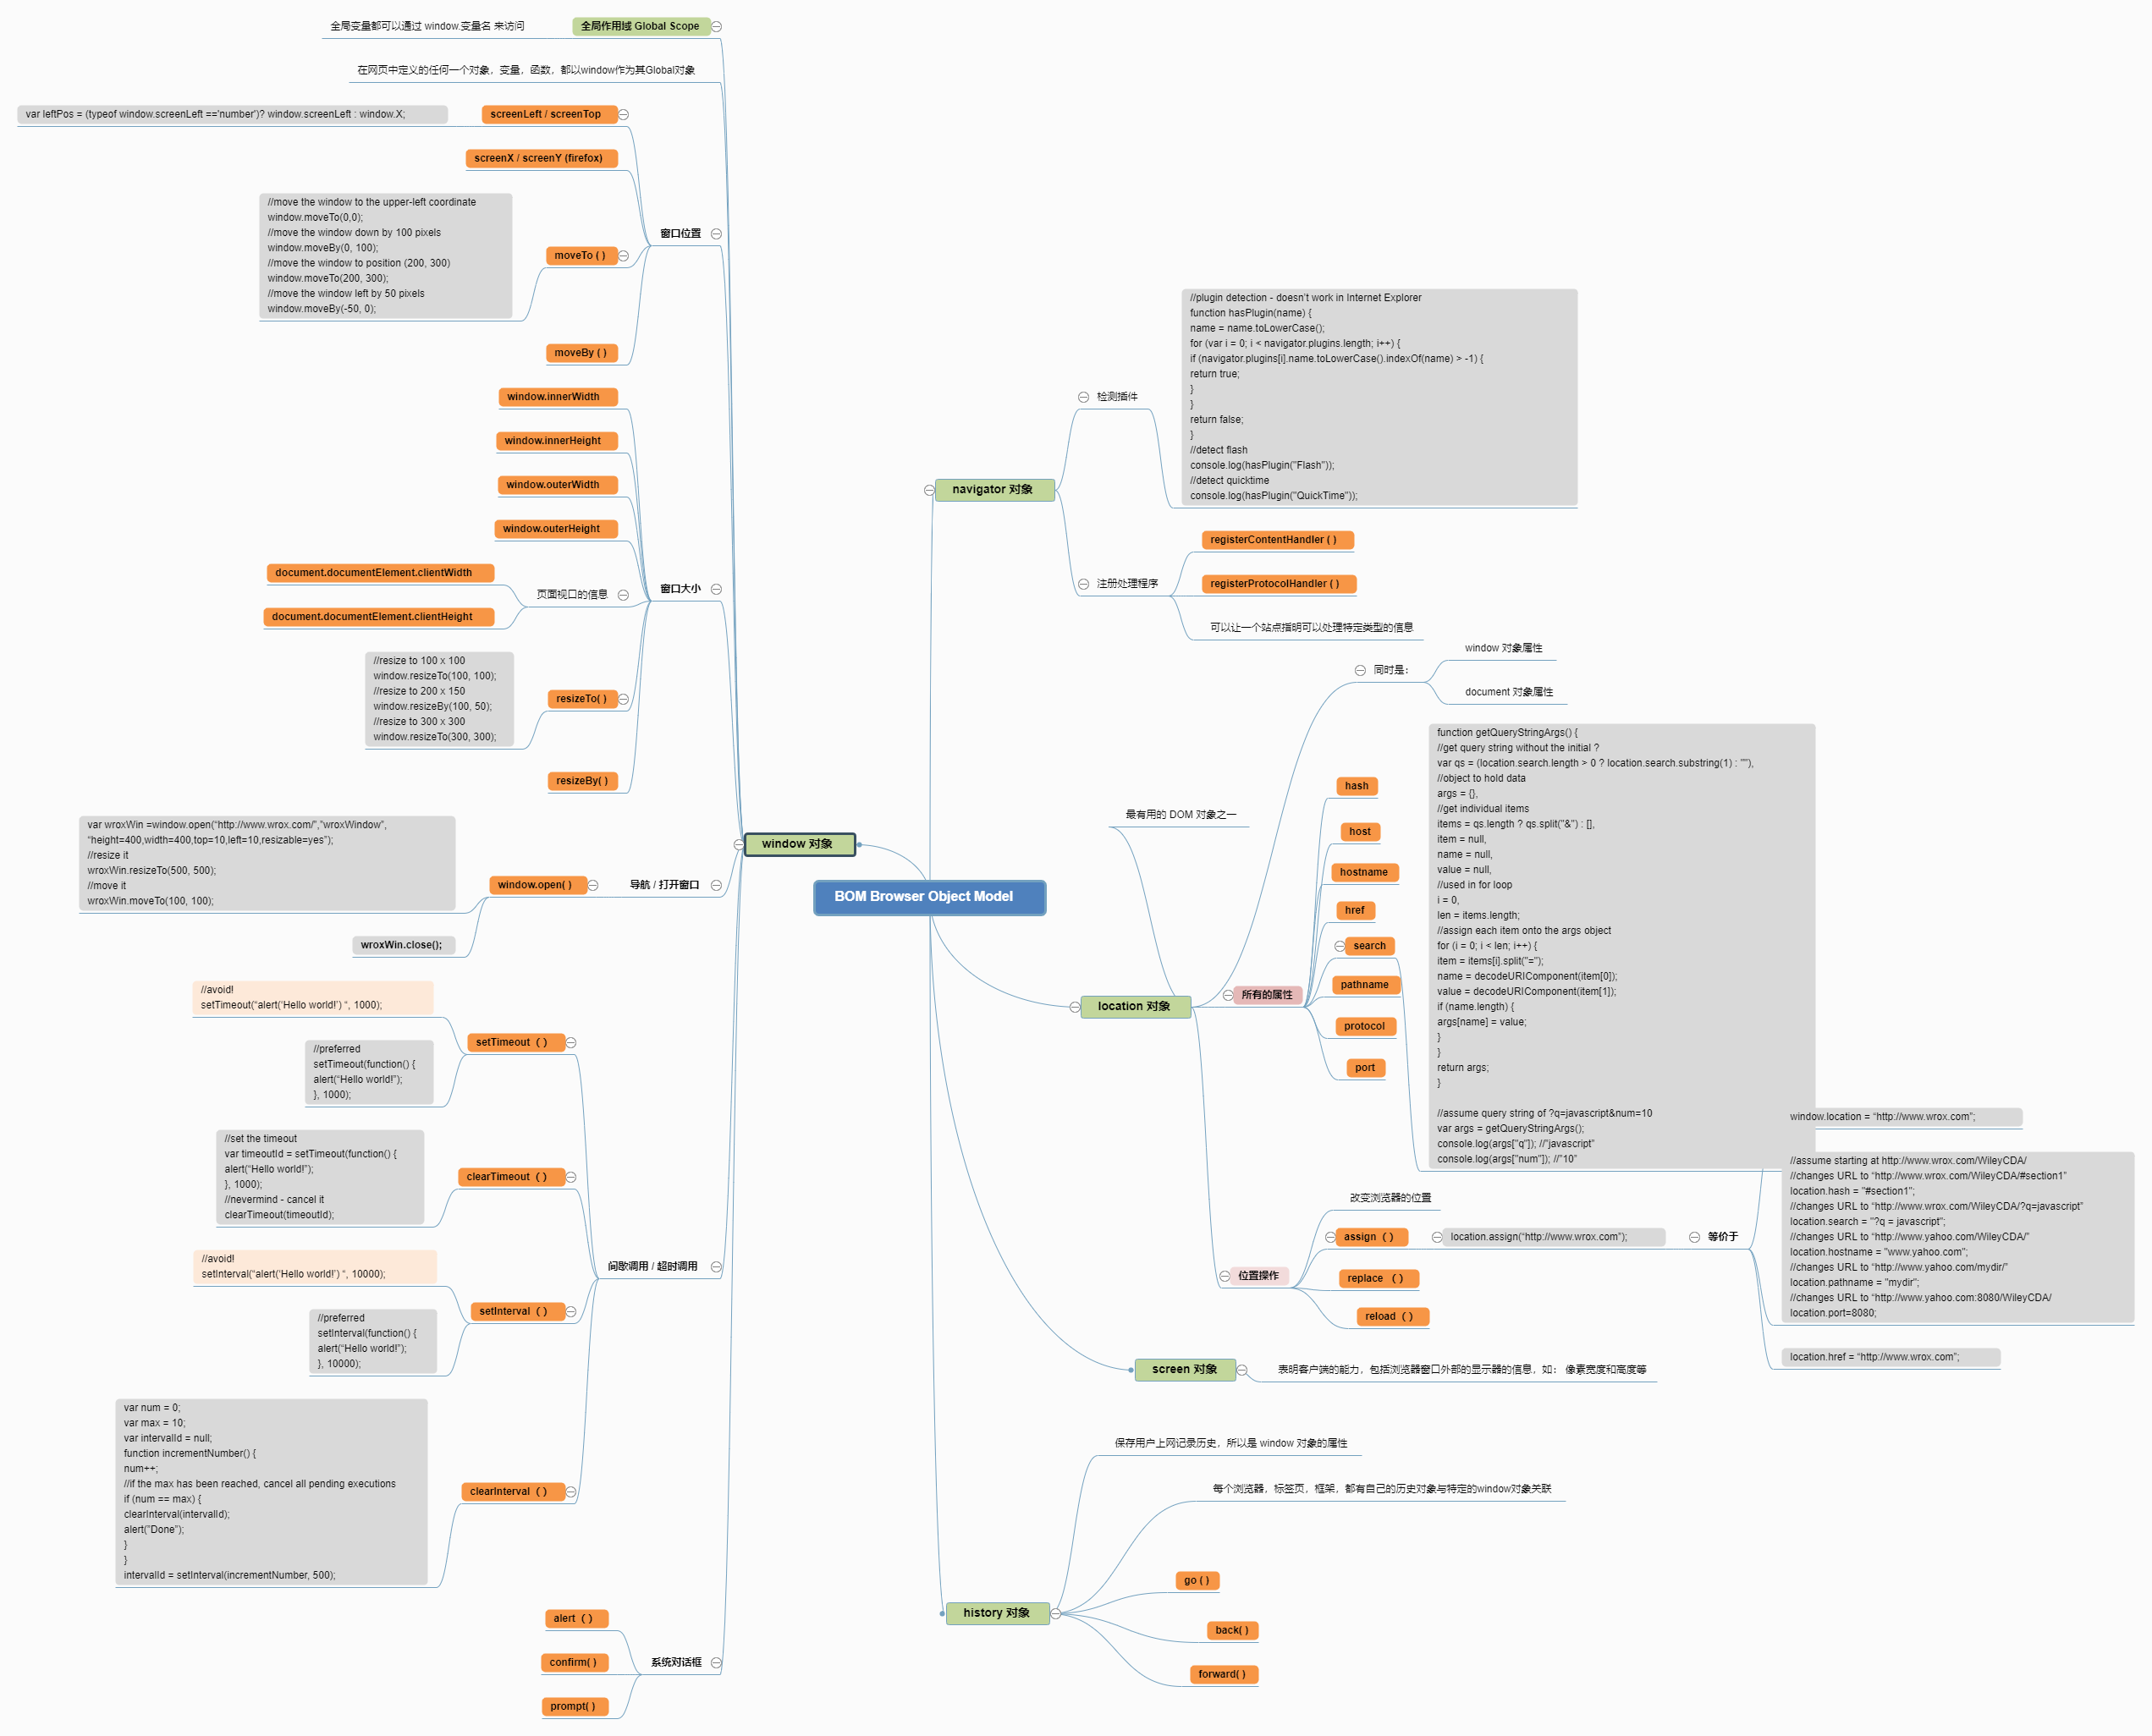 BOM Browser Object Model
window 对象
全局作用域 Global Scope
全局变量都可以通过 window.变量名 来访问
在网页中定义的任何一个对象，变量，函数，都以window作为其Global对象
窗口位置
screenLeft / screenTop
var leftPos = (typeof window.screenLeft =='number')? window.screenLeft : window.X;
screenX / screenY (firefox)
moveTo ( )
//move the window to the upper-left coordinate
window.moveTo(0,0);
//move the window down by 100 pixels
window.moveBy(0, 100);
//move the window to position (200, 300)
window.moveTo(200, 300);
//move the window left by 50 pixels
window.moveBy(-50, 0);
moveBy ( )
窗口大小
window.innerWidth
window.innerHeight
window.outerWidth
window.outerHeight
页面视口的信息
document.documentElement.clientWidth
document.documentElement.clientHeight
resizeTo( )
//resize to 100 x 100
window.resizeTo(100, 100);
//resize to 200 x 150
window.resizeBy(100, 50);
//resize to 300 x 300
window.resizeTo(300, 300);
resizeBy( )
导航 / 打开窗口
window.open( )
var wroxWin =window.open(“http://www.wrox.com/”,”wroxWindow”,
“height=400,width=400,top=10,left=10,resizable=yes”);
//resize it
wroxWin.resizeTo(500, 500);
//move it
wroxWin.moveTo(100, 100);
wroxWin.close();
间歇调用 / 超时调用
setTimeout （ ）
//avoid!
setTimeout(“alert(‘Hello world!’) “, 1000);
//preferred
setTimeout(function() {
alert(“Hello world!”);
}, 1000);
clearTimeout （ ）
//set the timeout
var timeoutId = setTimeout(function() {
alert(“Hello world!”);
}, 1000);
//nevermind - cancel it
clearTimeout(timeoutId);
setInterval （ ）
//avoid!
setInterval(“alert(‘Hello world!’) “, 10000);
//preferred
setInterval(function() {
alert(“Hello world!”);
}, 10000);
clearInterval （ ）
var num = 0;
var max = 10;
var intervalId = null;
function incrementNumber() {
num++;
//if the max has been reached, cancel all pending executions
if (num == max) {
clearInterval(intervalId);
alert(”Done”);
}
}
intervalId = setInterval(incrementNumber, 500);
系统对话框
alert （ ）
confirm( )
prompt( )
navigator 对象
检测插件
//plugin detection - doesn’t work in Internet Explorer
function hasPlugin(name) {
name = name.toLowerCase();
for (var i = 0; i < navigator.plugins.length; i++) {
if (navigator.plugins[i].name.toLowerCase().indexOf(name) > -1) {
return true;
}
}
return false;
}
//detect flash
console.log(hasPlugin(”Flash”));
//detect quicktime
console.log(hasPlugin(”QuickTime”));
注册处理程序
registerContentHandler ( )
registerProtocolHandler ( )
可以让一个站点指明可以处理特定类型的信息
location 对象
最有用的 DOM 对象之一
同时是：
window 对象属性
document 对象属性
所有的属性
hash
host
hostname
href
search
function getQueryStringArgs() {
//get query string without the initial ?
var qs = (location.search.length > 0 ? location.search.substring(1) : ””),
//object to hold data
args = {},
//get individual items
items = qs.length ? qs.split(”&”) : [],
item = null,
name = null,
value = null,
//used in for loop
i = 0,
len = items.length;
//assign each item onto the args object
for (i = 0; i < len; i++) {
item = items[i].split(”=”);
name = decodeURIComponent(item[0]);
value = decodeURIComponent(item[1]);
if (name.length) {
args[name] = value;
}
}
return args;
}
//assume query string of ?q=javascript&num=10
var args = getQueryStringArgs();
console.log(args[”q”]); //”javascript”
console.log(args[”num”]); //”10”
pathname
protocol
port
位置操作
改变浏览器的位置
assign （ ）
location.assign(“http://www.wrox.com”);
等价于
window.location = “http://www.wrox.com”;
//assume starting at http://www.wrox.com/WileyCDA/
//changes URL to “http://www.wrox.com/WileyCDA/#section1”
location.hash = ”#section1”;
//changes URL to “http://www.wrox.com/WileyCDA/?q=javascript”
location.search = ”?q = javascript”;
//changes URL to “http://www.yahoo.com/WileyCDA/”
location.hostname = ”www.yahoo.com”;
//changes URL to “http://www.yahoo.com/mydir/”
location.pathname = ”mydir”;
//changes URL to “http://www.yahoo.com:8080/WileyCDA/
location.port=8080;
location.href = “http://www.wrox.com”;
replace （ ）
reload （ ）
screen 对象
表明客户端的能力，包括浏览器窗口外部的显示器的信息，如： 像素宽度和高度等
history 对象
保存用户上网记录历史，所以是 window 对象的属性
每个浏览器，标签页，框架，都有自己的历史对象与特定的window对象关联
go ( )
back( )
forward( )